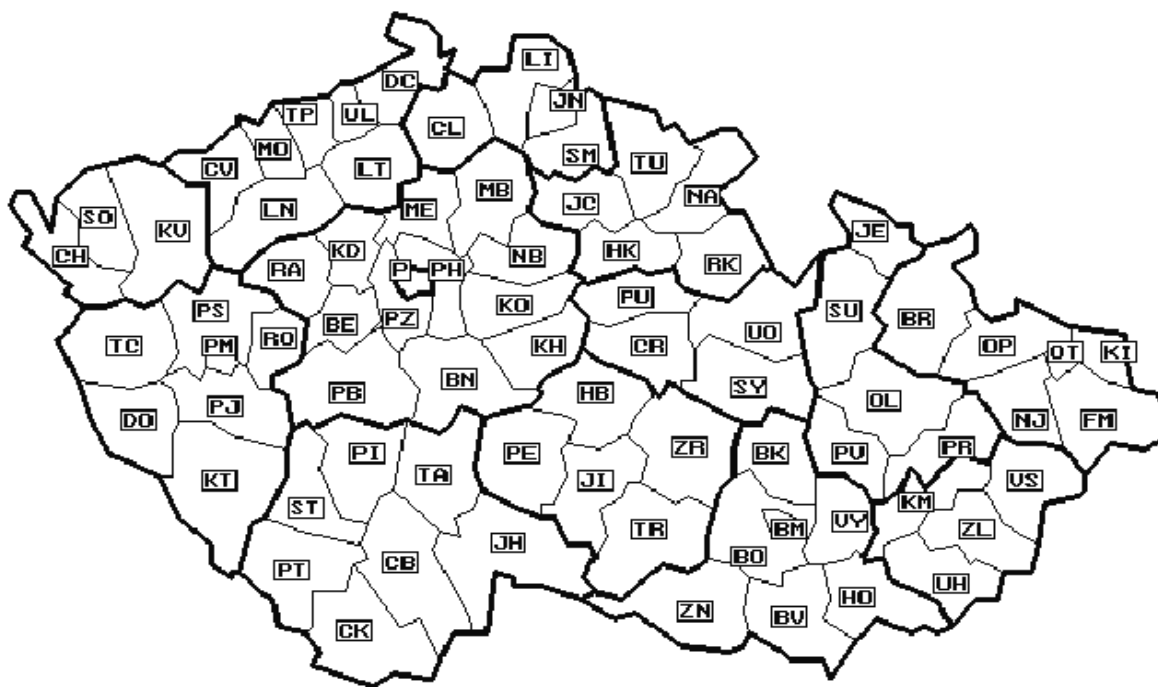 LI
DC
JN
TP
UL
CL
MO
SM
CV
LT
TU
MB
NA
SO
LN
ME
JC
KV
JE
CH
KD
NB
HK
RA
P
PH
RK
PS
KO
PU
SU
BR
RO
BE
PZ
UO
TC
PM
KH
CR
OP
OT
KI
PB
BN
SY
HB
OL
DO
PJ
NJ
FM
PE
ZR
BK
PV
PR
PI
KT
TA
JI
VS
ST
KM
TR
BM
VY
ZL
JH
BO
PT
CB
UH
HO
ZN
BV
CK